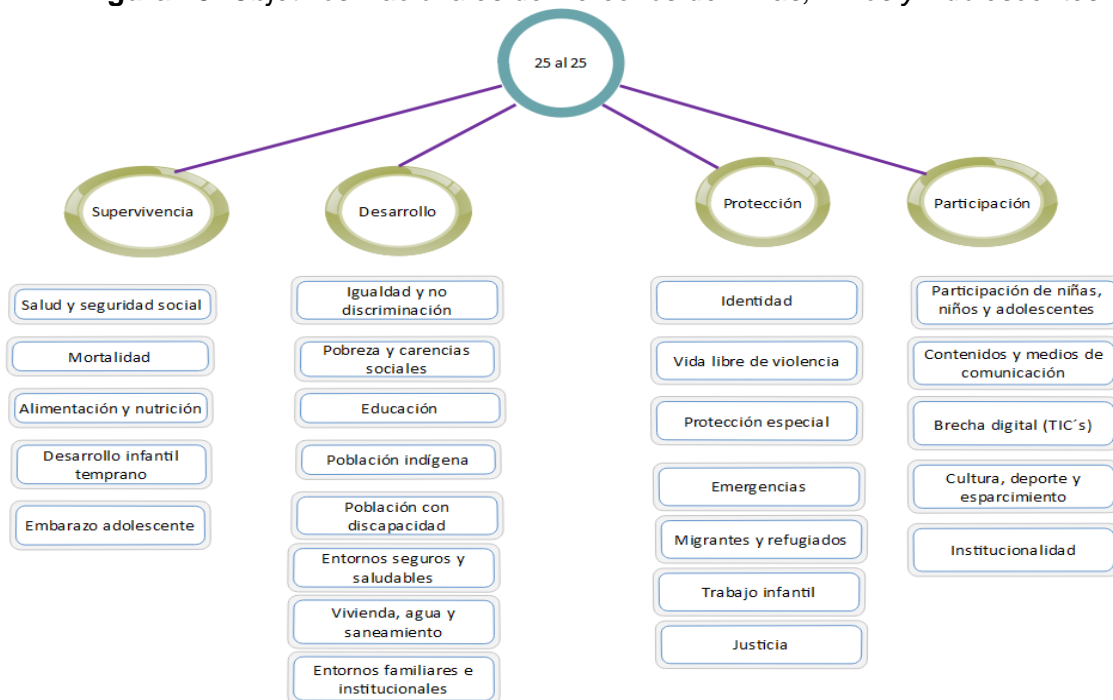 25 al 25
Supervivencia
Desarrollo
Protección
Participación
Salud y seguridad social
Mortalidad
Alimentación y nutrición
Desarrollo infantil
temprano
Embarazo adolescente
Igualdad y no
discriminación
Pobreza y carencias
sociales
Educación
Población indígena
Población con
discapacidad
Entornos seguros y
saludables
Vivienda, agua y
saneamiento
Entornos familiares e
institucionales
Identidad
Vida libre de violencia
Protección especial
Emergencias
Migrantes y refugiados
Trabajo infantil
Justicia
Participación de niñas,
niños y adolescentes
Contenidos y medios de
comunicación
Brecha digital (TIC´s)
Cultura, deporte y
esparcimiento
Institucionalidad